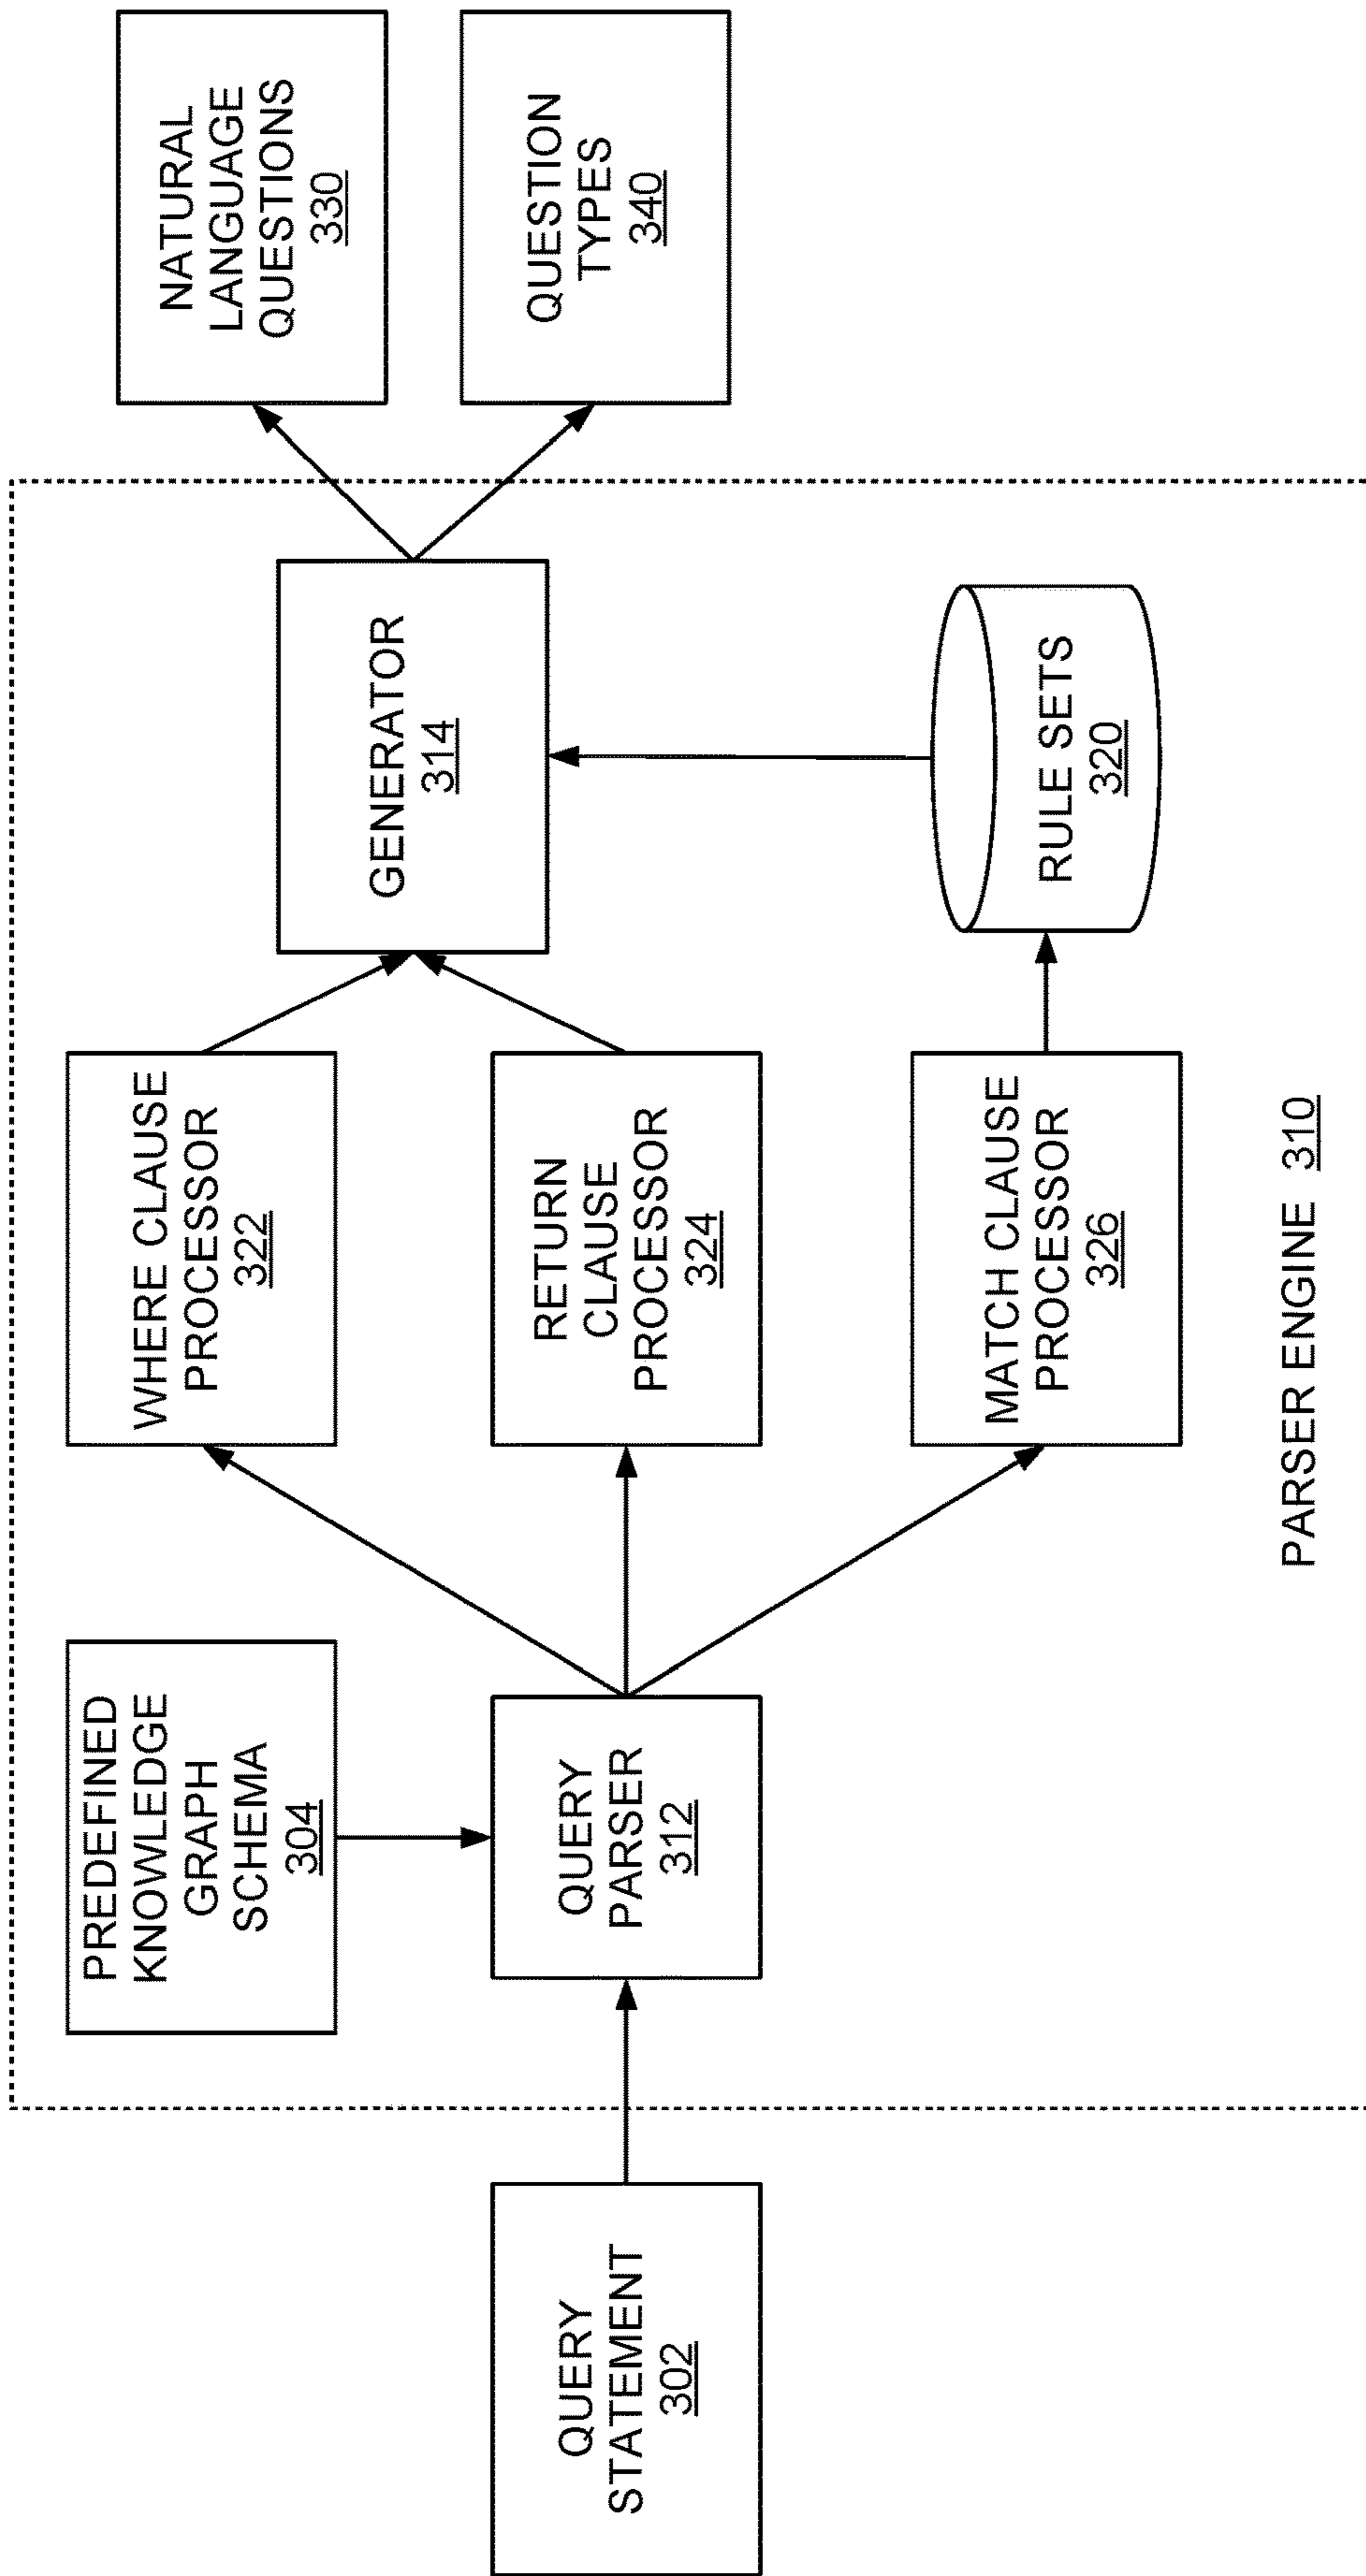 QUERY
STATEMENT
302
PREDEFINED
KNOWLEDGE
GRAPH
SCHEMA
304
QUERY
PARSER
312
WHERE CLAUSE
PROCESSOR
322
RETURN
CLAUSE
PROCESSOR
324
MATCH CLAUSE
PROCESSOR
326
GENERATOR
314
RULE SETS
320
NATURAL
LANGUAGE
QUESTIONS
330
QUESTION
TYPES
340
PARSER ENGINE 310